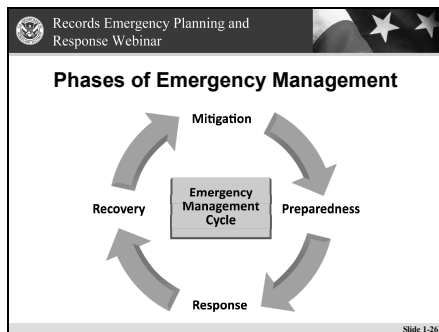 Records Emergency Planning and
Response Webinar
Phases of Emergency Management
Mitigation
Emergency
Management
Cycle
Recovery
Preparedness
Response
Slide 1-26